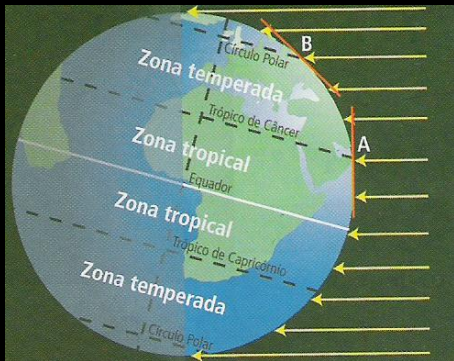 B
Círculo Polar
Zona temperada
Trópico de Câncer
A
Zona tropical
Equador
Zona tropical
Trópico de Capricórnio
Zona temperada
Círculo Polar